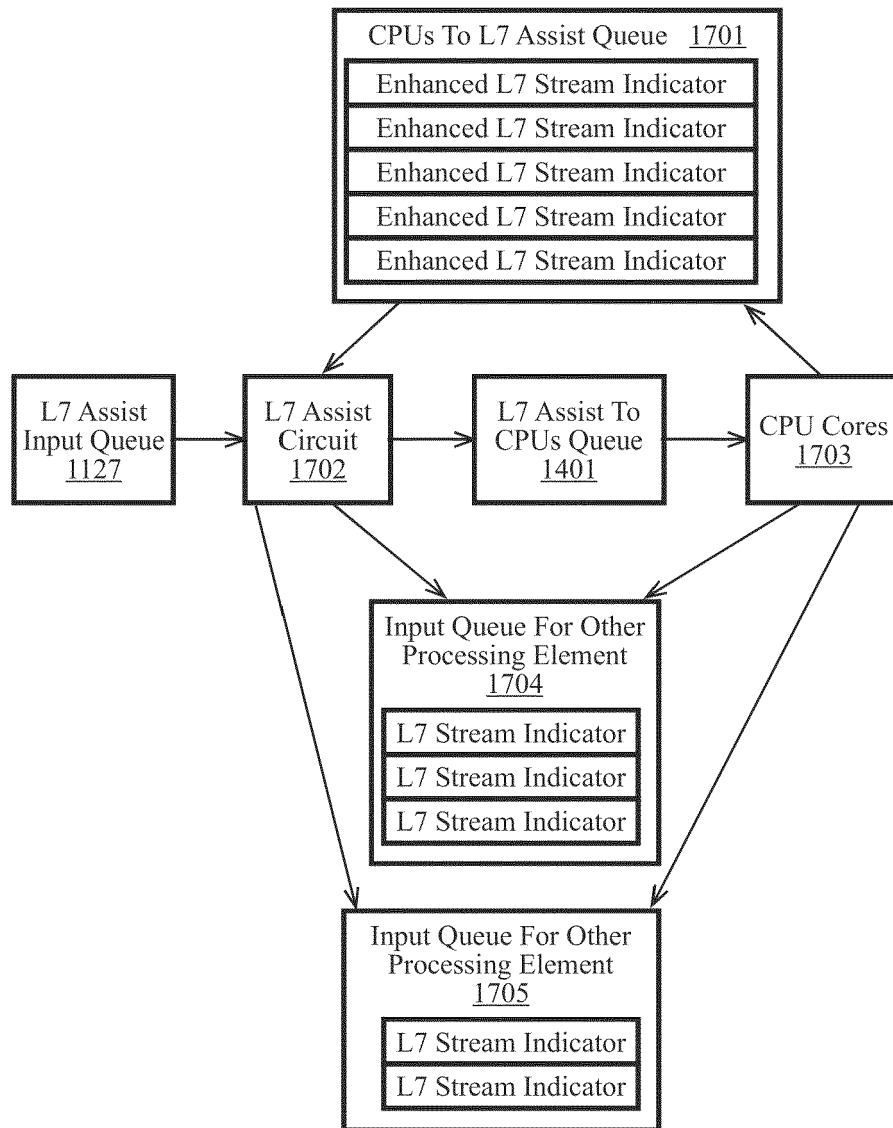 CPUs To L7 Assist Queue 1701
Enhanced L7 Stream Indicator
Enhanced L7 Stream Indicator
Enhanced L7 Stream Indicator
Enhanced L7 Stream Indicator
Enhanced L7 Stream Indicator
L7 Assist
Input Queue
1127
L7 Assist
Circuit
1702
L7 Assist To
CPUs Queue
1401
CPU Cores
1703
Input Queue For Other
Processing Element
1704
L7 Stream Indicator
L7 Stream Indicator
L7 Stream Indicator
Input Queue For Other
Processing Element
1705
L7 Stream Indicator
L7 Stream Indicator